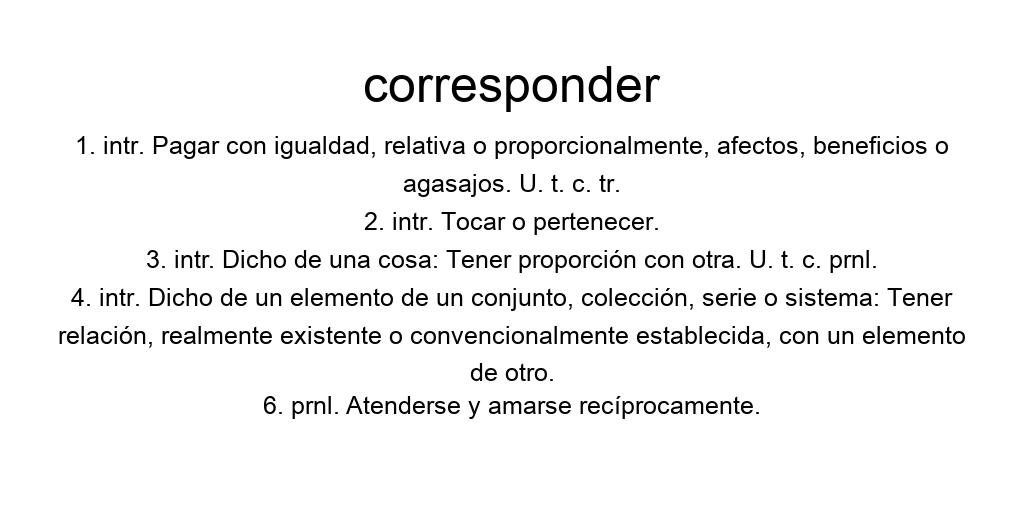 corresponder
1. intr. Pagar con igualdad, relativa o proporcionalmente, afectos, beneficios o
agasajos. U. t. c. tr.
2. intr. Tocar o pertenecer.
3. intr. Dicho de una cosa: Tener proporción con otra. U. t. c. prnl.
4. intr. Dicho de un elemento de un conjunto, colección, serie o sistema: Tener
relación, realmente existente o convencionalmente establecida, con un elemento
de otro.
6. prnl. Atenderse y amarse recíprocamente.